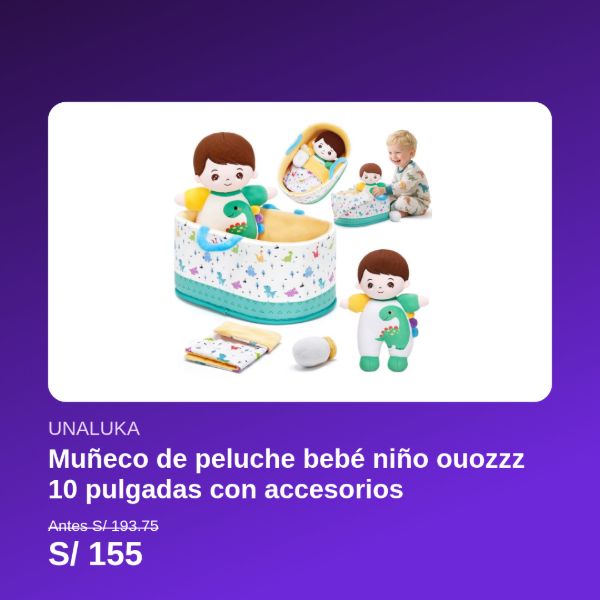 UNALUKA
Muñeco de peluche bebé niño ouozzz
10 pulgadas con accesorios
Antes S/ 193.75
S/ 155